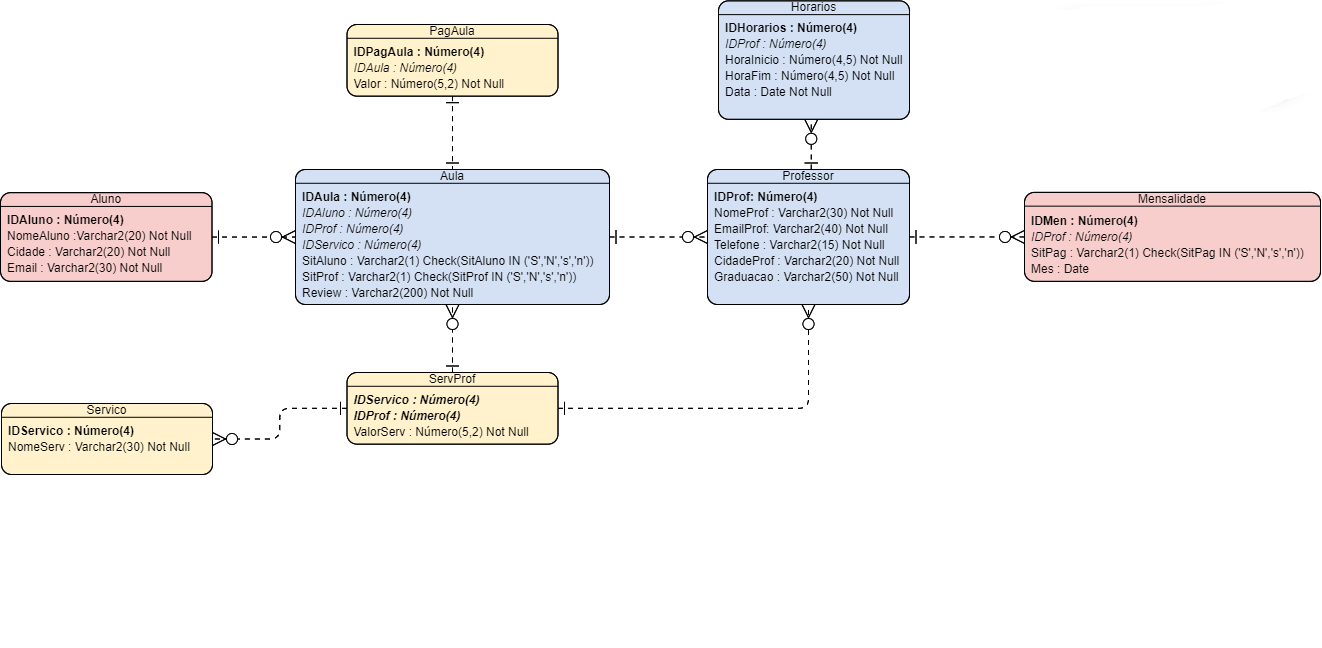 PagAula
IDPagAula : Número(4)
IDAula : Número(4)
Valor : Número(5,2) Not Null
Horarios
IDHorarios : Número(4)
IDProf : Número(4)
HoraInicio : Número(4,5) Not Null
HoraFim : Número(4,5) Not Null
Data : Date Not Null
Aluno
IDAluno : Número(4)
NomeAluno :Varchar2(20) Not Null
Cidade : Varchar2(20) Not Null
Email : Varchar2(30) Not Null
Aula
IDAula : Número(4)
IDAluno : Número(4)
IDProf : Número(4)
IDServico : Número(4)
SitAluno : Varchar2(1) Check(SitAluno IN ('S','N','s','n'))
SitProf : Varchar2(1) Check(SitProf IN ('S','N','s','n'))
Review : Varchar2(200) Not Null
Professor
IDProf: Número(4)
NomeProf : Varchar2(30) Not Null
EmailProf: Varchar2(40) Not Null
Telefone : Varchar2(15) Not Null
CidadeProf : Varchar2(20) Not Null
Graduacao : Varchar2(50) Not Null
Mensalidade
IDMen : Número(4)
IDProf : Número(4)
SitPag : Varchar2(1) Check(SitPag IN ('S','N','s','n'))
Mes : Date
Servico
IDServico : Número(4)
NomeServ : Varchar2(30) Not Null
ServProf
IDServico : Número(4)
IDProf : Número(4)
ValorServ : Número(5,2) Not Null